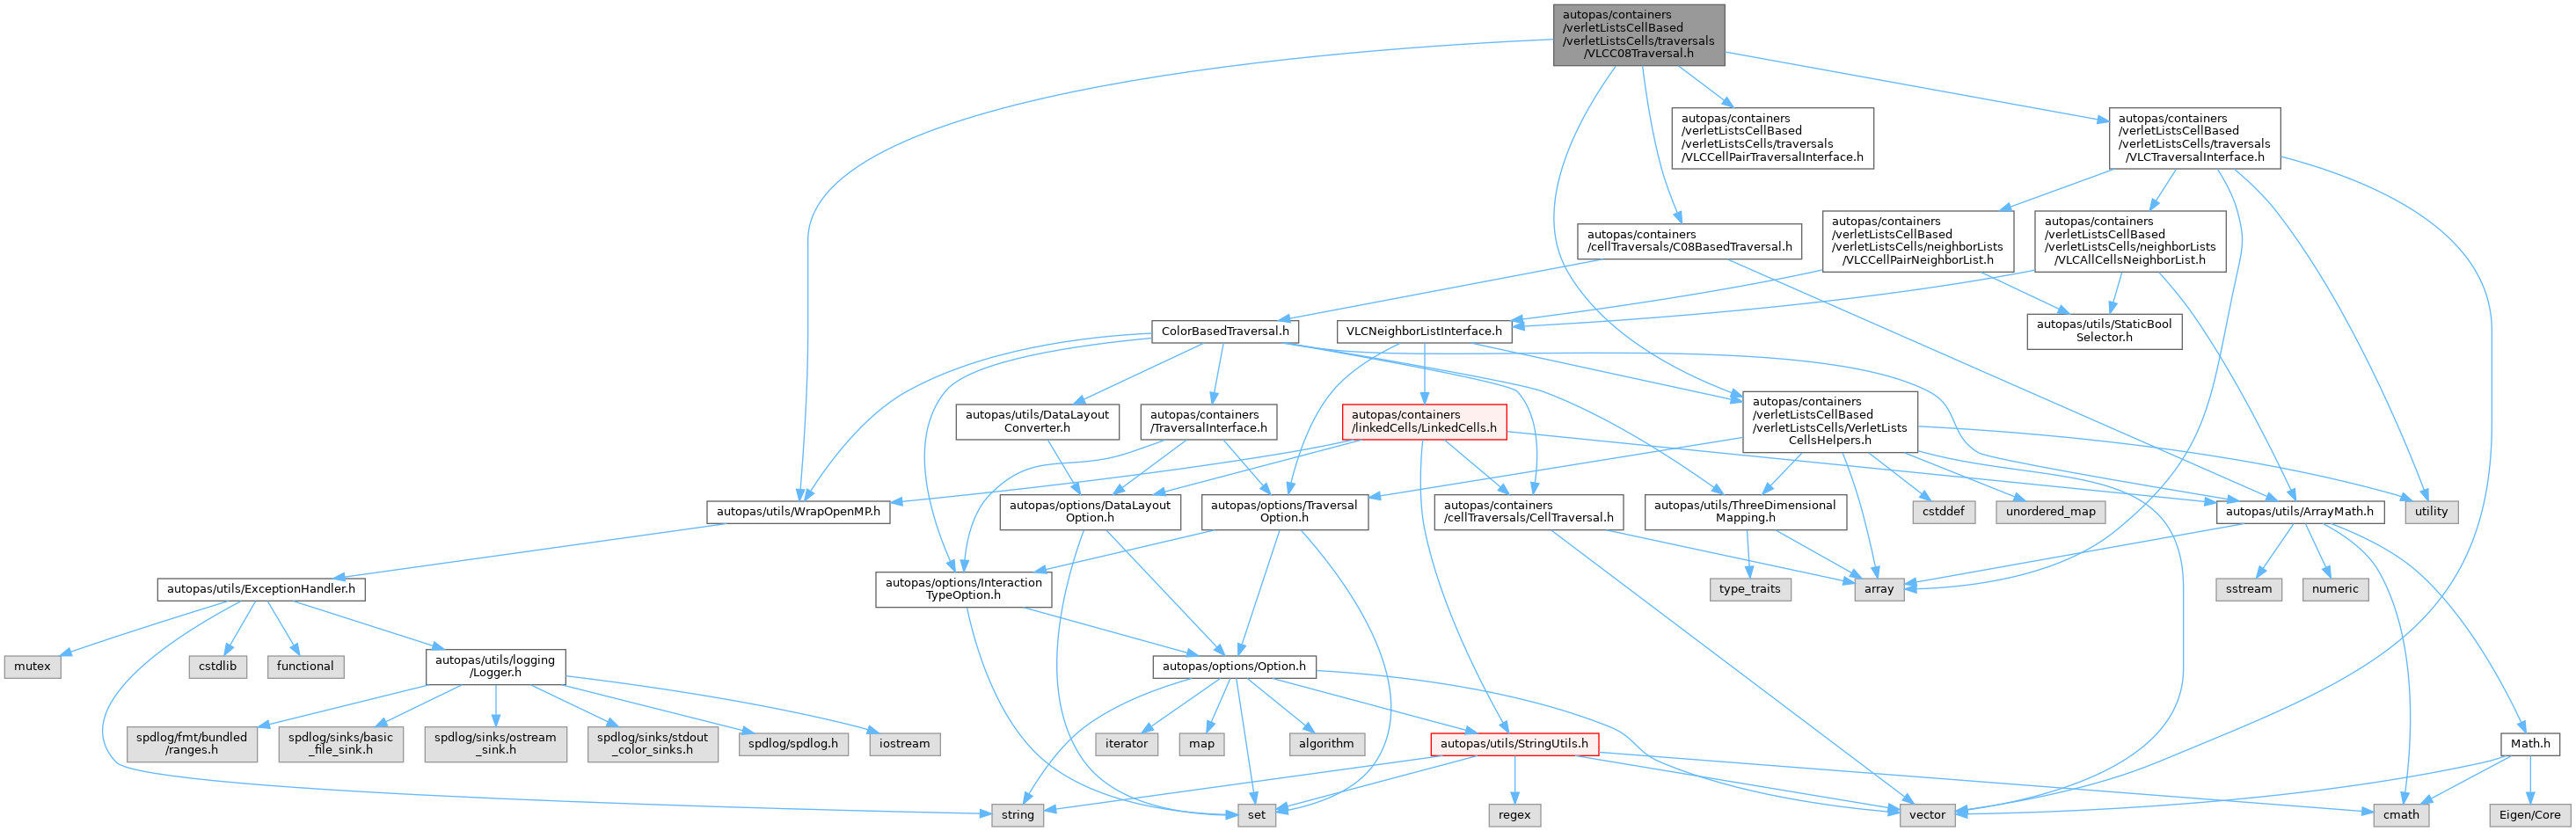 autopas/containers
/verletListsCellBased
/verletListsCells/traversals
/VLCC08Traversal.h
autopas/containers
/verletListsCellBased
/verletListsCells/traversals
/VLCCellPairTraversalInterface.h
autopas/containers
/verletListsCellBased
/verletListsCells/traversals
/VLCTraversalInterface.h
autopas/containers
/cellTraversals/C08BasedTraversal.h
autopas/containers
/verletListsCellBased
/verletListsCells/neighborLists
/VLCCellPairNeighborList.h
autopas/containers
/verletListsCellBased
/verletListsCells/neighborLists
/VLCAllCellsNeighborList.h
ColorBasedTraversal.h
VLCNeighborListInterface.h
autopas/utils/StaticBool
Selector.h
autopas/utils/DataLayout
Converter.h
autopas/containers
/TraversalInterface.h
autopas/containers
/linkedCells/LinkedCells.h
autopas/containers
/verletListsCellBased
/verletListsCells/VerletLists
CellsHelpers.h
autopas/utils/WrapOpenMP.h
autopas/options/DataLayout
Option.h
autopas/options/Traversal
Option.h
autopas/containers
/cellTraversals/CellTraversal.h
autopas/utils/ThreeDimensional
Mapping.h
cstddef
unordered_map
autopas/utils/ArrayMath.h
utility
autopas/utils/ExceptionHandler.h
autopas/options/Interaction
TypeOption.h
type_traits
array
sstream
numeric
mutex
cstdlib
functional
autopas/utils/logging
/Logger.h
autopas/options/Option.h
spdlog/fmt/bundled
/ranges.h
spdlog/sinks/basic
_file_sink.h
spdlog/sinks/ostream
_sink.h
spdlog/sinks/stdout
_color_sinks.h
spdlog/spdlog.h
iostream
iterator
map
algorithm
autopas/utils/StringUtils.h
Math.h
string
set
regex
vector
cmath
Eigen/Core